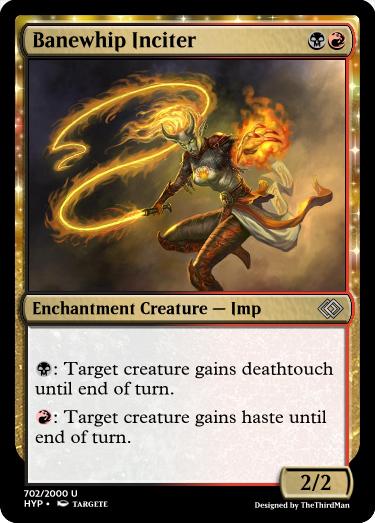 Banewhip Inciter
Enchantment Creature — Imp
: Target creature gains deathtouch
until end of turn.
: Target creature gains haste until
end of turn.
2/2
702/2000 U
HYP • TARGETE
Designed by TheThirdMan